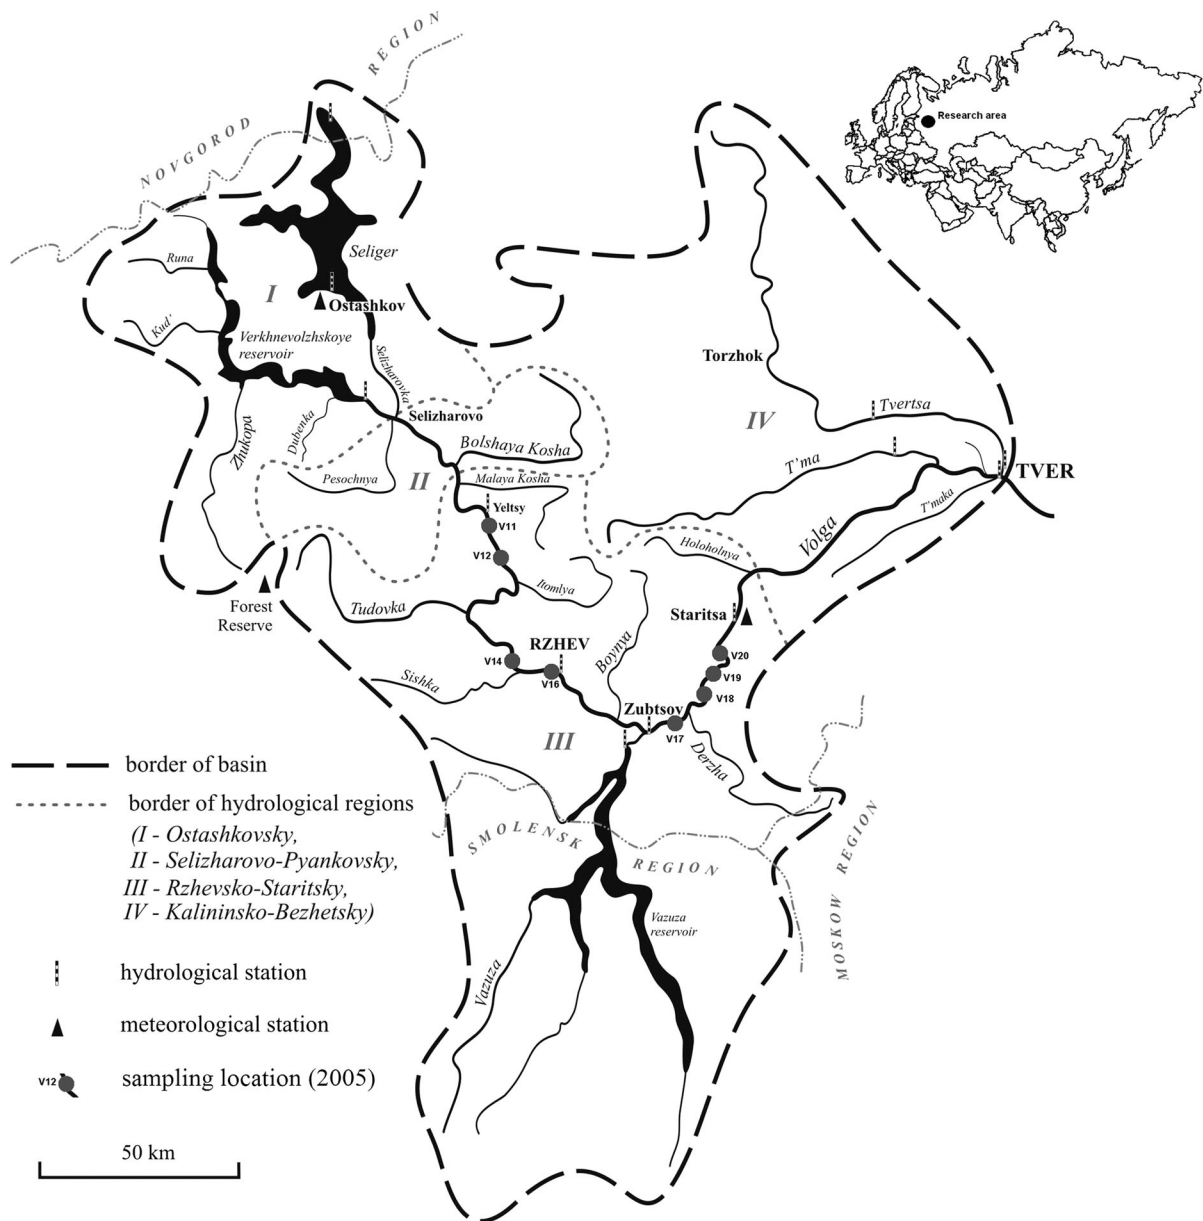 NOVGOROD REGION
Research area
Runa
Seliger
I
Ostashkov
Kud'
Verkhnevolzhskoye
reservoir
Selizharovka
Torzhok
Zhukopa
Dubenka
Selizharovo
Tvertsa
IV
Bolshaya Kosha
T'ma
TVER
Pesochnya
II
Malaya Kosha
T'maka
Yeltsy
V11
Volga
V12
Holoholnya
Forest
Reserve
Tudovka
Itomlya
Staritsa
Boynya
RZHEV
V14
V16
V20
V19
V18
Sishka
Zubtsov
V17
III
Derzha
border of basin
border of hydrological regions
(I - Ostashkovsky,
II - Selizharovo-Pyankovsky,
III - Rzhevsko-Staritsky,
IV - Kalininsko-Bezhetsky)
SMOLENSK REGION
MOSKOW REGION
Vazuza
reservoir
Vazuza
hydrological station
meteorological station
V12
sampling location (2005)
50 km